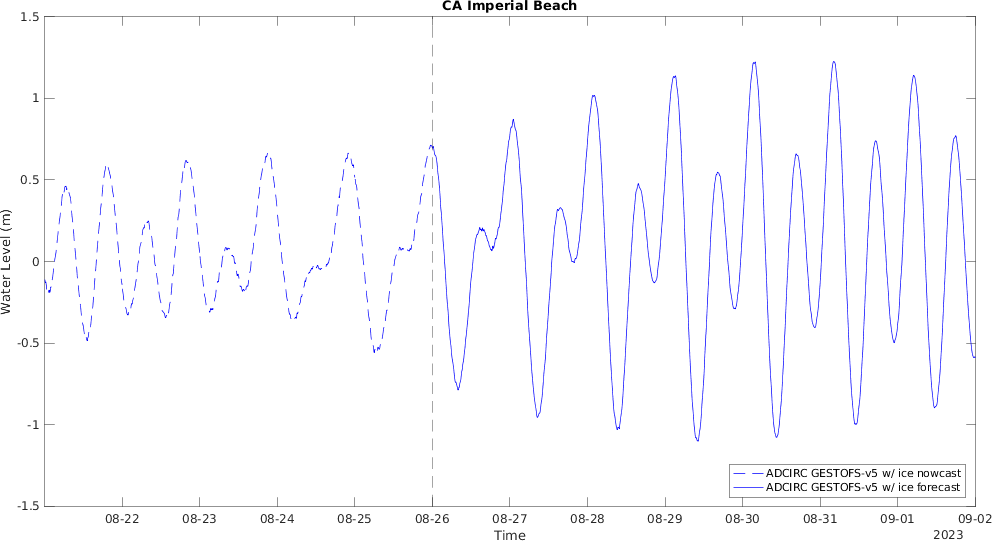 CA Imperial Beach
1.5
1
0.5
0
-0.5
-1
-1.5
Water Level (m)
08-22 08-23 08-24 08-25 08-26 08-27 08-28 08-29 08-30 08-31 09-01 09-02
Time
2023
ADCIRC GESTOFS-v5 w/ ice nowcast
ADCIRC GESTOFS-v5 w/ ice forecast